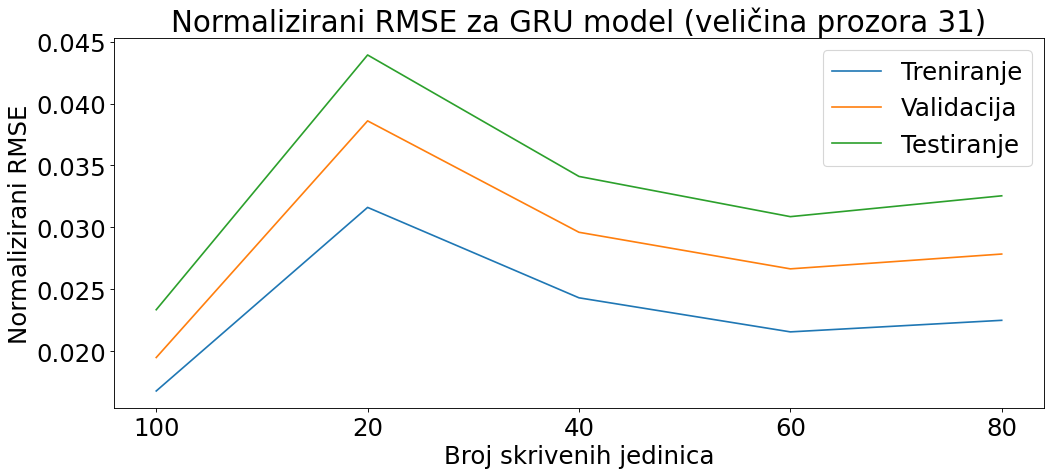 Normalizirani RMSE za GRU model (veličina prozora 31)
Normalizirani RMSE
0.045
0.040
0.035
0.030
0.025
0.020
Treniranje
Validacija
Testiranje
100 20 40 60 80
Broj skrivenih jedinica